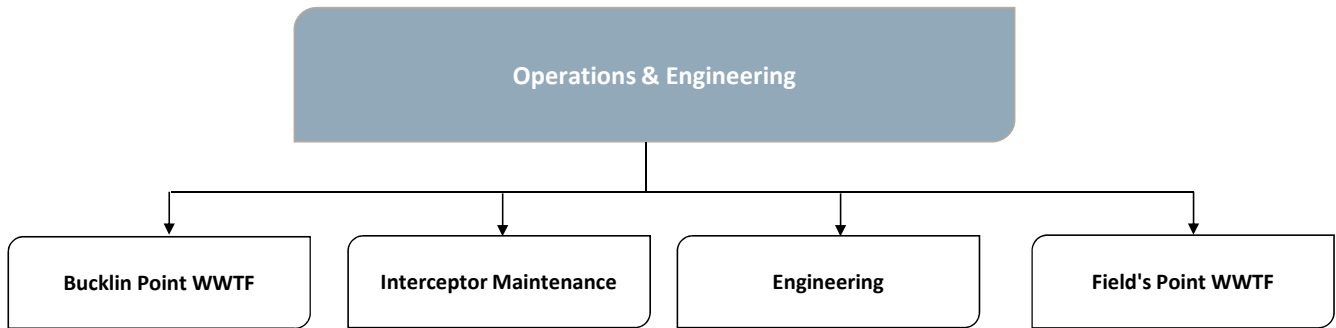 Operations & Engineering
Bucklin Point WWTF
Interceptor Maintenance
Engineering
Field's Point WWTF